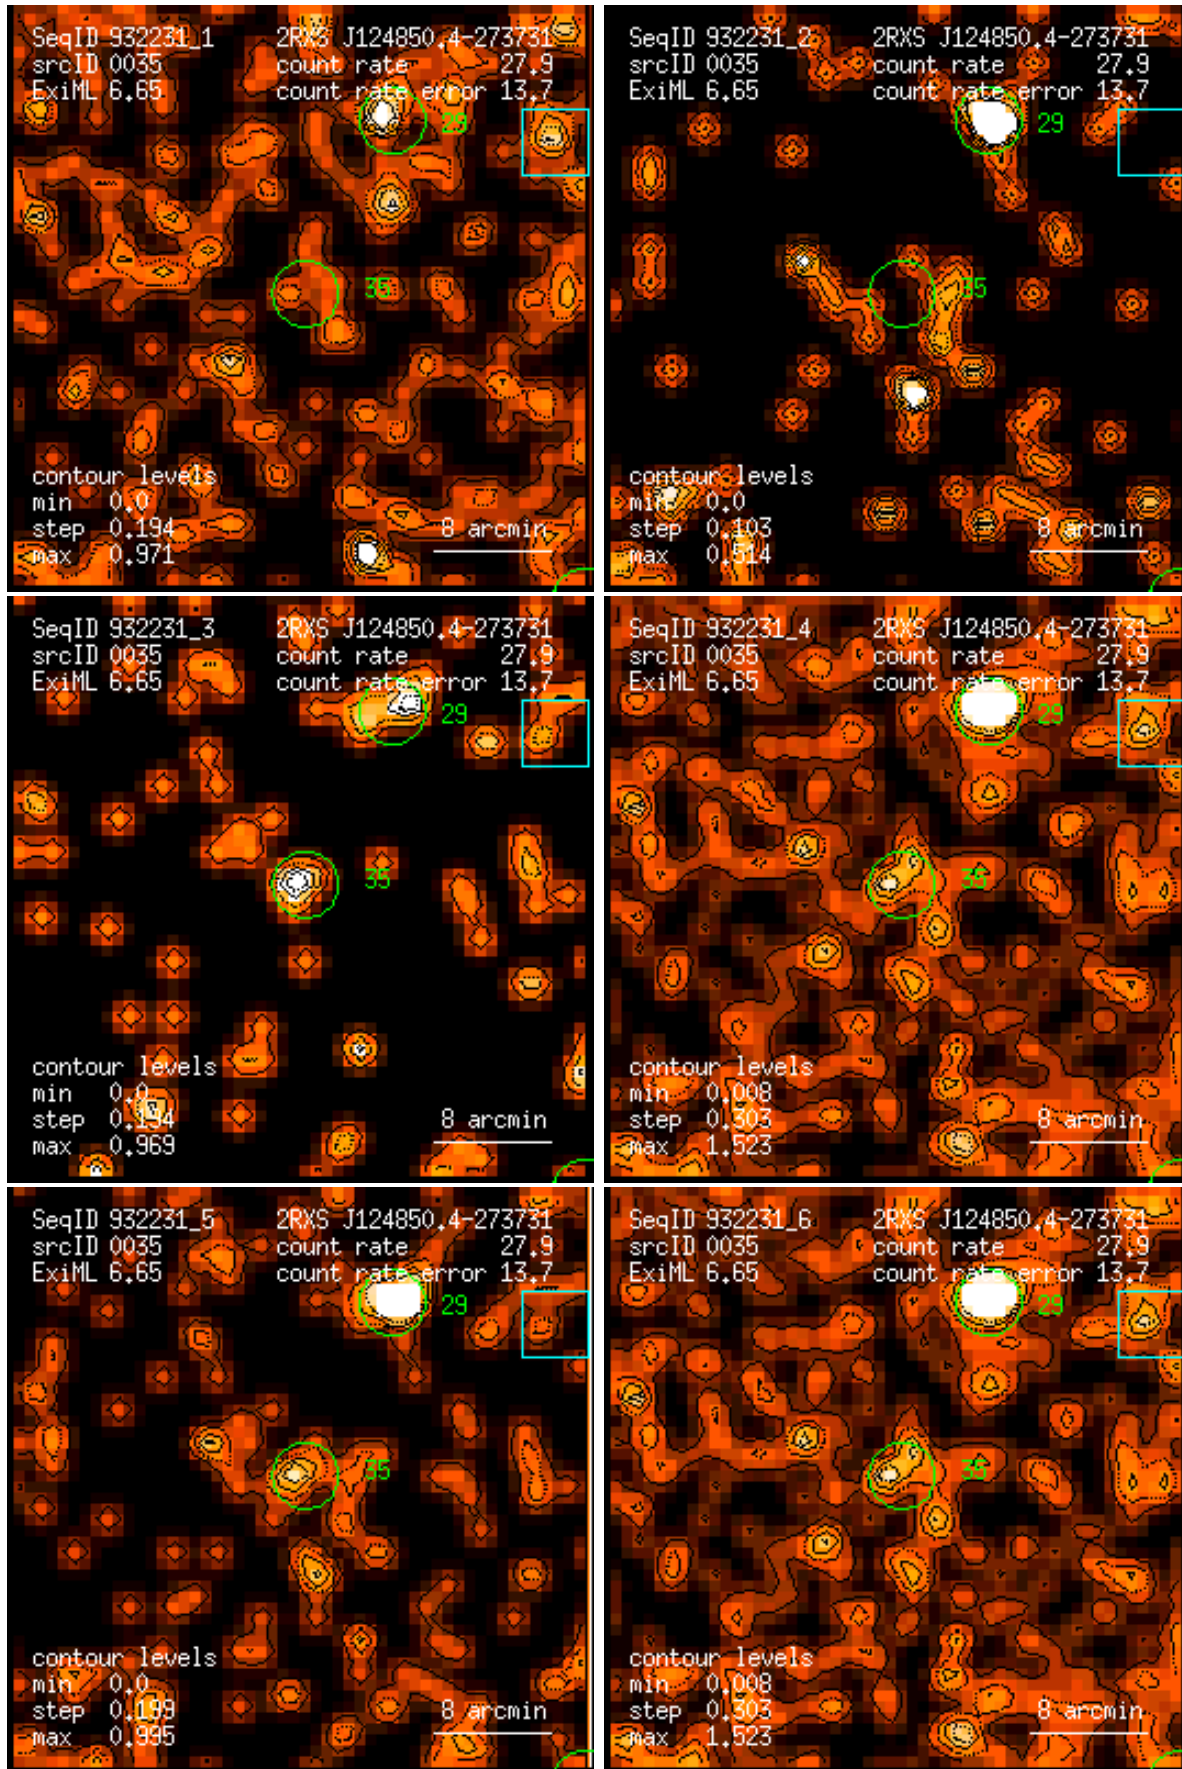 SeqID 932231_1 2RXS J124850.4-273731
srcID 0035 count rate 27.9
ExiML 6.65 count rate error 13.7
29
35
contour levels
min 0.0
step 0.194 8 arcmin
max 0.971
SeqID 932231_2 2RXS J124850.4-273731
srcID 0035 count rate 27.9
ExiML 6.65 count rate error 13.7
29
35
contour levels
min 0.0
step 0.103 8 arcmin
max 0.514
SeqID 932231_3 2RXS J124850.4-273731
srcID 0035 count rate 27.9
ExiML 6.65 count rate error 13.7
29
35
contour levels
min 0.0
step 0.194 8 arcmin
max 0.969
SeqID 932231_4 2RXS J124850.4-273731
srcID 0035 count rate 27.9
ExiML 6.65 count rate error 13.7
29
35
contour levels
min 0.008
step 0.303 8 arcmin
max 1.523
SeqID 932231_5 2RXS J124850.4-273731
srcID 0035 count rate 27.9
ExiML 6.65 count rate error 13.7
29
35
contour levels
min 0.0
step 0.199 8 arcmin
max 0.995
SeqID 932231_6 2RXS J124850.4-273731
srcID 0035 count rate 27.9
ExiML 6.65 count rate error 13.7
29
35
contour levels
min 0.008
step 0.303 8 arcmin
max 1.523